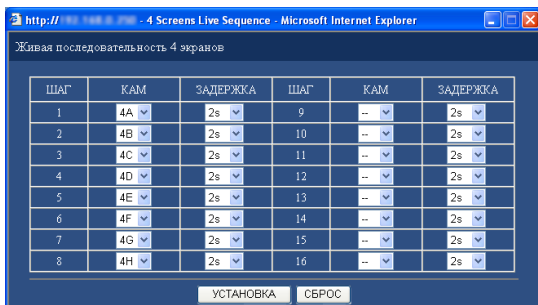 http:// - 4 Screens Live Sequence - Microsoft Internet Explorer
Живая последовательность 4 экранов
ШАГ КАМ ЗАДЕРЖКА ШАГ КАМ ЗАДЕРЖКА
1 4A 2s 9 -- 2s
2 4B 2s 10 -- 2s
3 4C 2s 11 -- 2s
4 4D 2s 12 -- 2s
5 4E 2s 13 -- 2s
6 4F 2s 14 -- 2s
7 4G 2s 15 -- 2s
8 4H 2s 16 -- 2s
УСТАНОВКА СБРОС